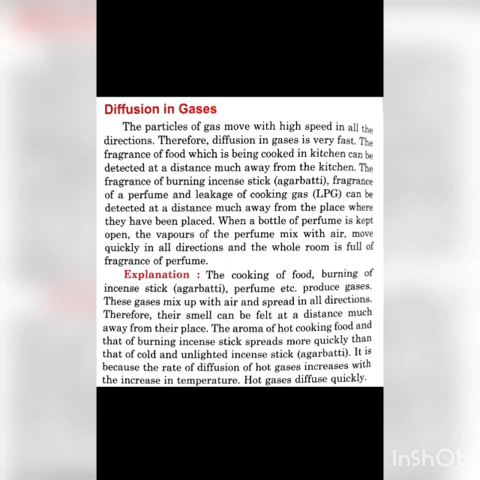 Diffusion in Gases
The particles of gas move with high speed in all the
directions. Therefore, diffusion in gases is very fast. The
fragrance of food which is being cooked in kitchen can be
detected at a distance much away from the kitchen. The
fragrance of burning incense stick (agarbatti), fragrance
of a perfume and leakage of cooking gas (LPG) can be
detected at a distance much away from the place where
they have been placed. When a bottle of perfume is kept
open, the vapours of the perfume mix with air, move
quickly in all directions and the whole room is full of
fragrance of perfume.
Explanation : The cooking of food, burning of
incense stick (agarbatti), perfume etc. produce gases.
These gases mix up with air and spread in all directions.
Therefore, their smell can be felt at a distance much
away from their place. The aroma of hot cooking food and
that of burning incense stick spreads more quickly than
that of cold and unlighted incense stick (agarbatti). It is
because the rate of diffusion of hot gases increases with
the increase in temperature. Hot gases diffuse quickly.
InShOt